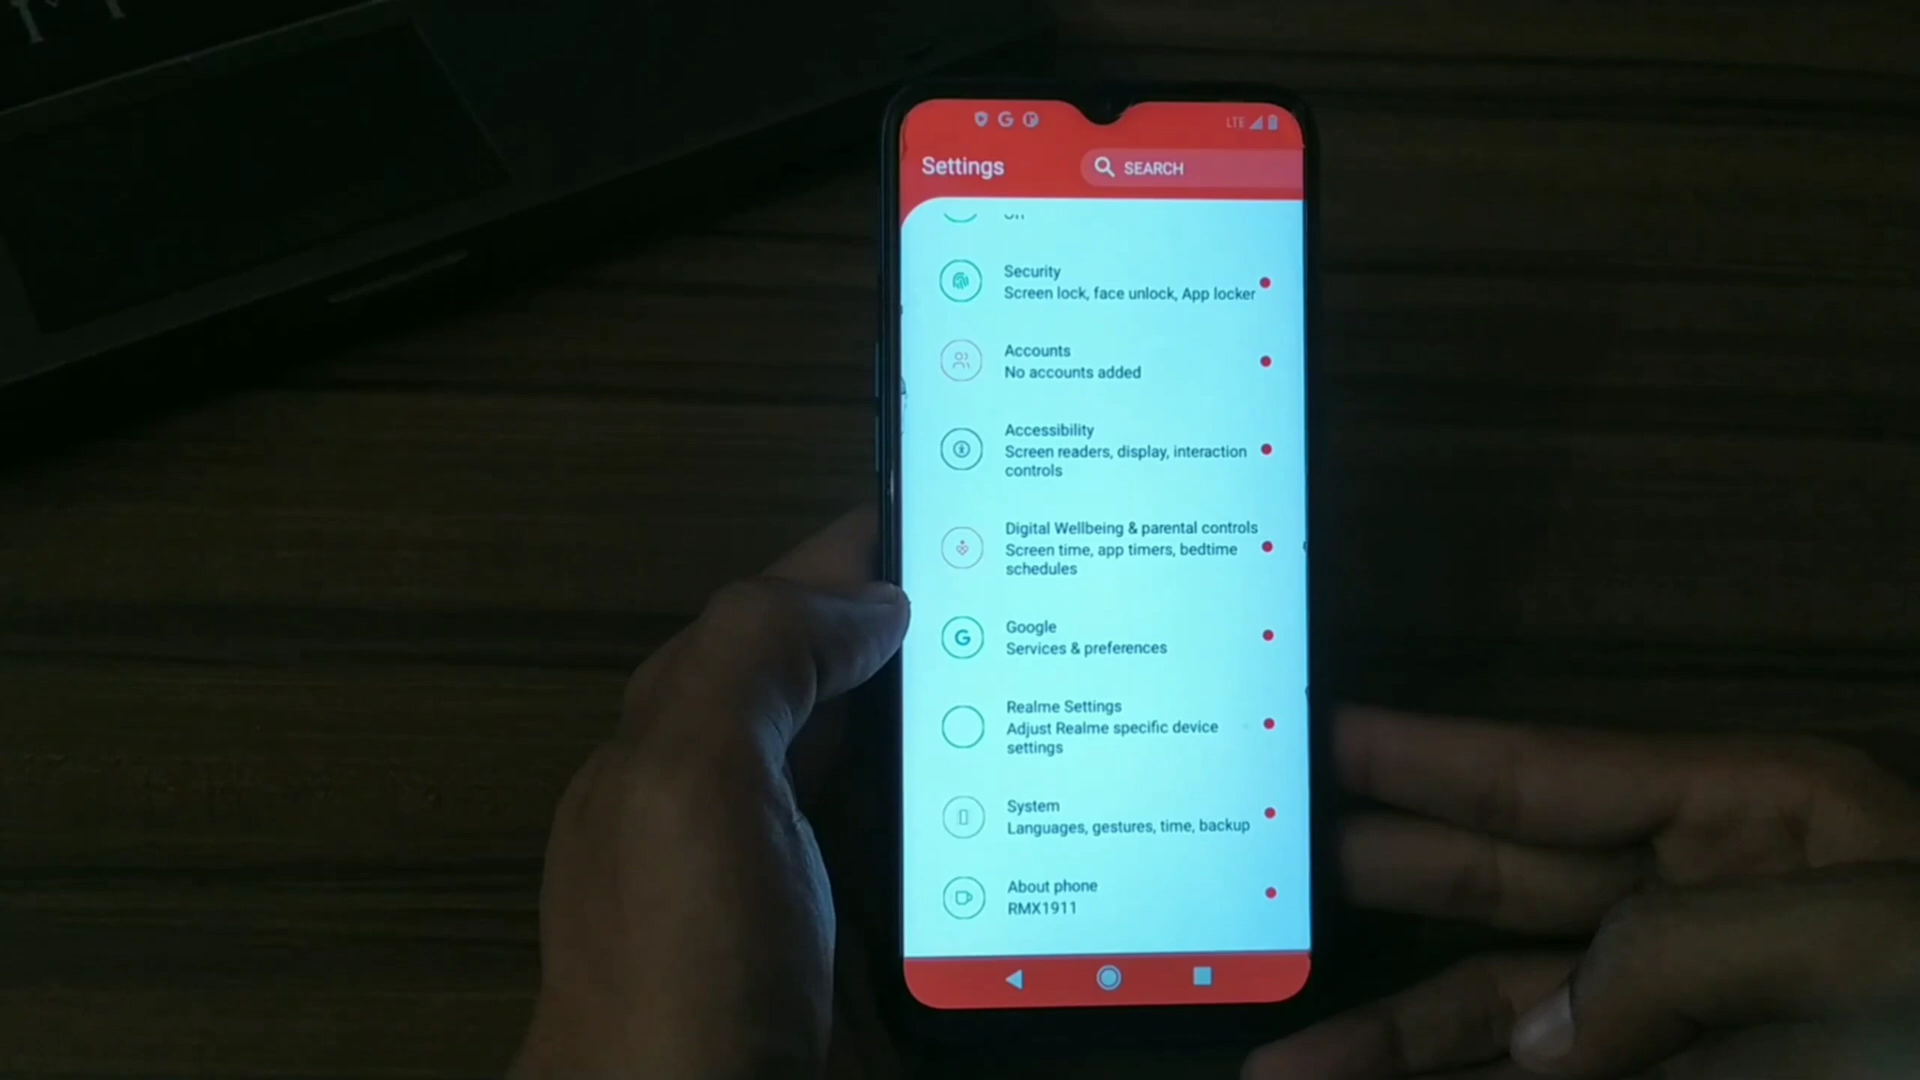 LTE
Settings
SEARCH
Security
Screen lock, face unlock, App locker
Accounts
No accounts added
Accessibility
Screen readers, display, interaction
controls
Digital Wellbeing & parental controls
Screen time, app timers, bedtime
schedules
G
Google
Services & preferences
Realme Settings
Adjust Realme specific device
settings
System
Languages, gestures, time, backup
About phone
RMX1911